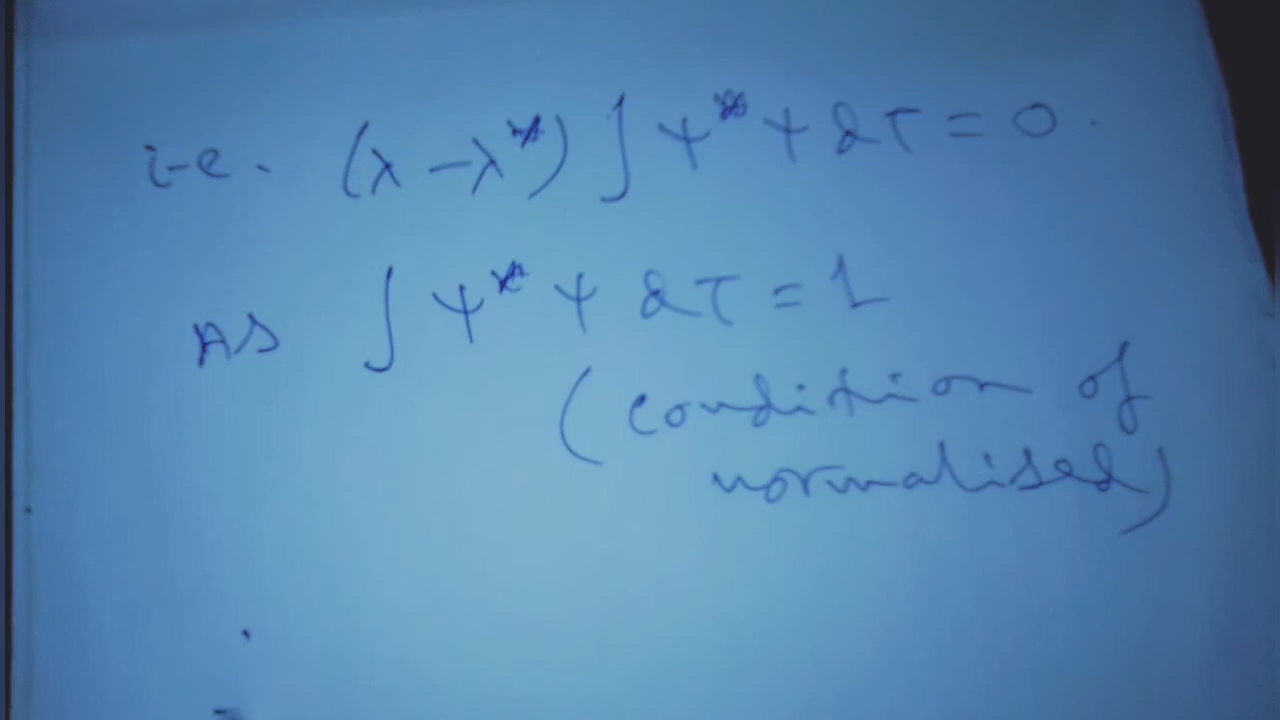 i-e. (λ - λ*) ∫ ψ* ψ dτ = 0.
As ∫ ψ* ψ dτ = 1
(condition of
normalised)